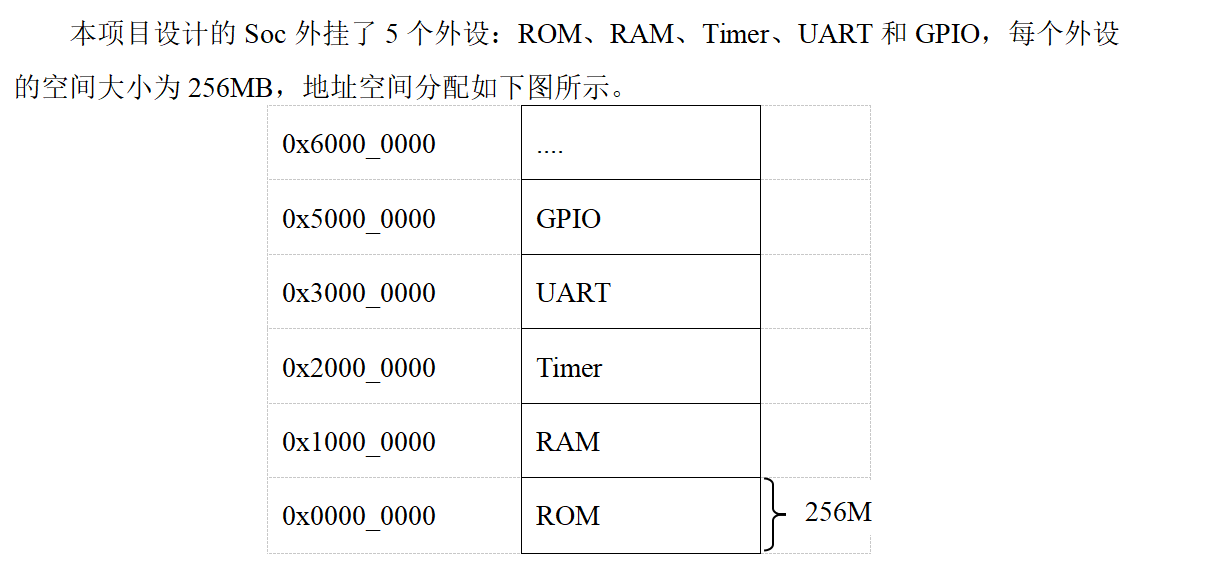 本项目设计的 Soc 外挂了 5 个外设：ROM、RAM、Timer、UART 和 GPIO，每个外设
的空间大小为 256MB，地址空间分配如下图所示。
0x6000_0000 ....
0x5000_0000 GPIO
0x3000_0000 UART
0x2000_0000 Timer
0x1000_0000 RAM
0x0000_0000 ROM 256M